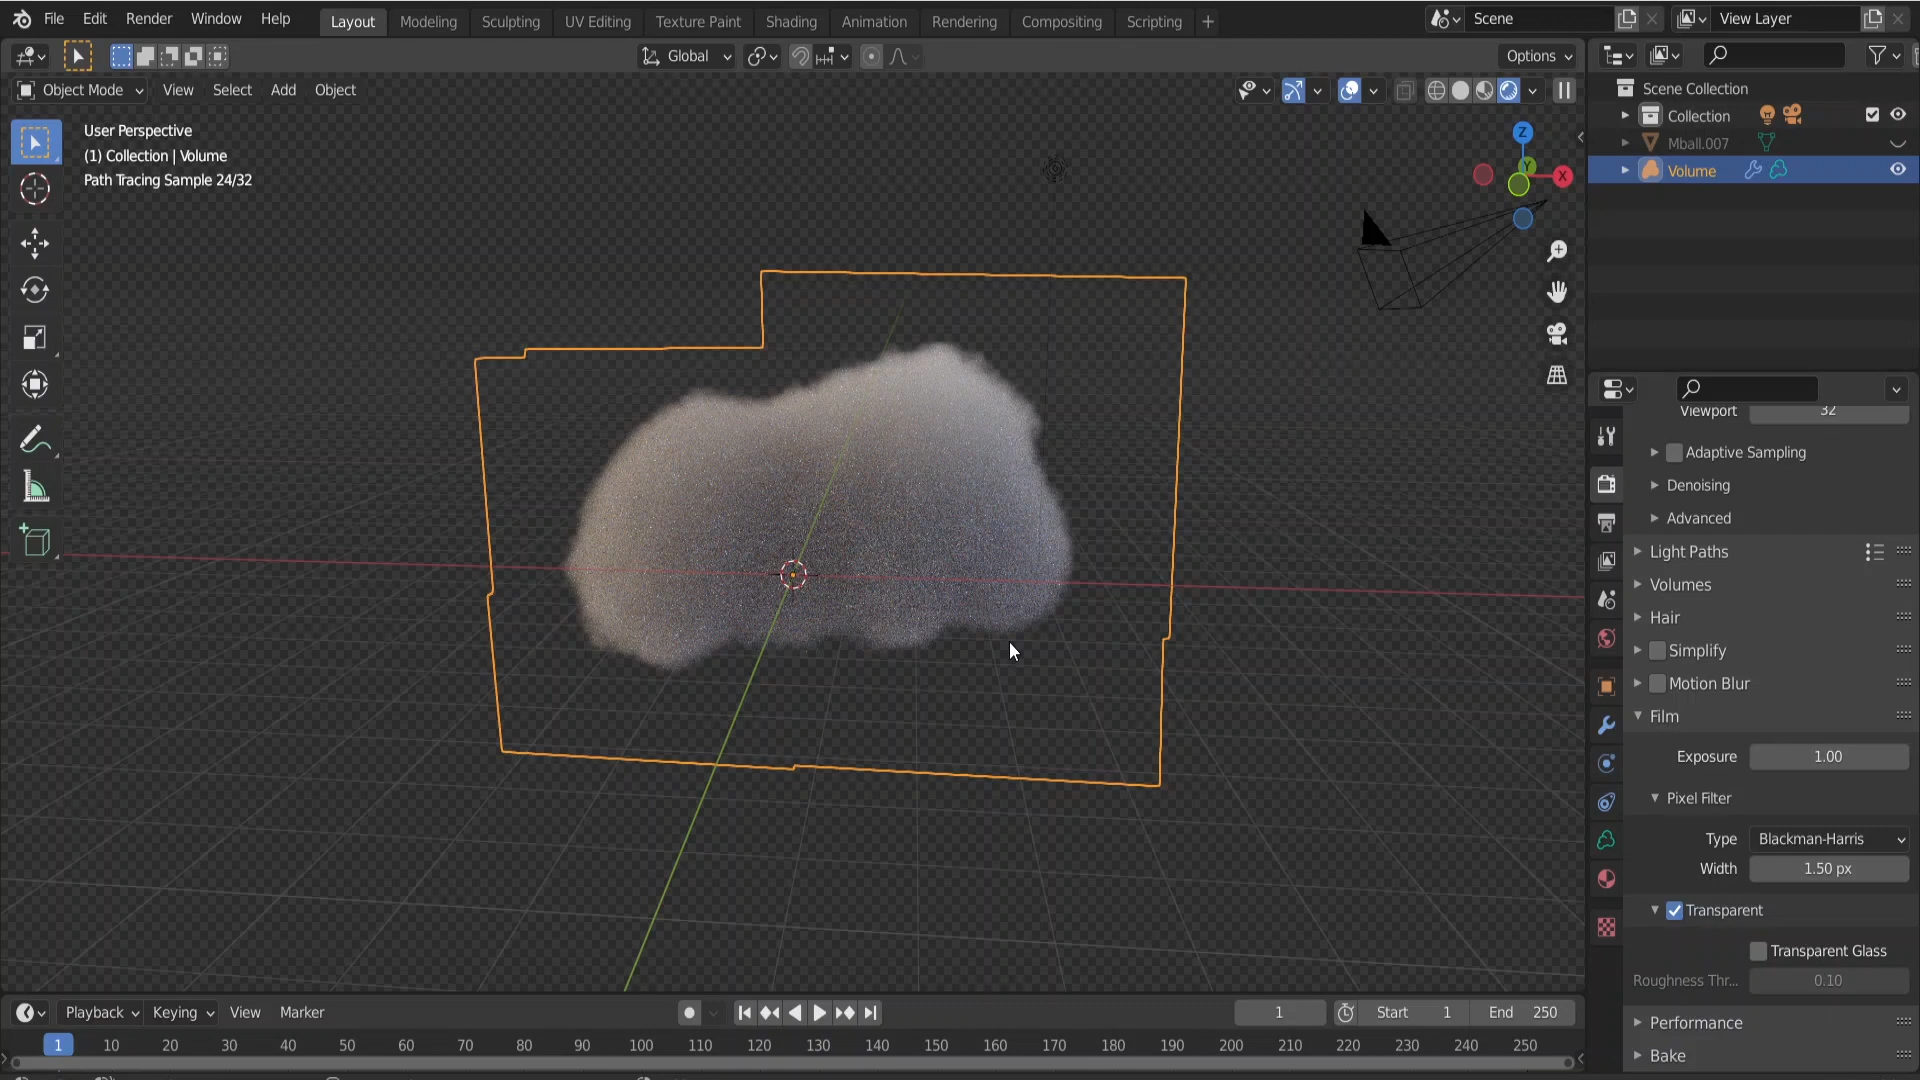 File Edit Render Window Help Layout Modeling Sculpting UV Editing Texture Paint Shading Animation Rendering Compositing Scripting + Scene View Layer
Global Options
Object Mode View Select Add Object
User Perspective
(1) Collection | Volume
Path Tracing Sample 24/32
Z
Y
X
Scene Collection
Collection
Mball.007
Volume
Viewport 32
Adaptive Sampling
Denoising
Advanced
Light Paths
Volumes
Hair
Simplify
Motion Blur
Film
Exposure 1.00
Pixel Filter
Type Blackman-Harris
Width 1.50 px
Transparent
Transparent Glass
Roughness Thr... 0.10
Performance
Bake
Playback Keying View Marker 1 Start 1 End 250
1 10 20 30 40 50 60 70 80 90 100 110 120 130 140 150 160 170 180 190 200 210 220 230 240 250